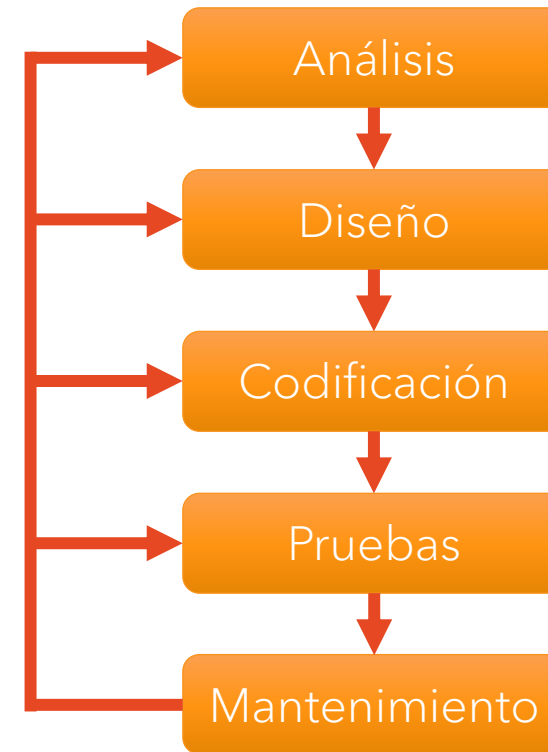 Análisis
Diseño
Codificación
Pruebas
Mantenimiento